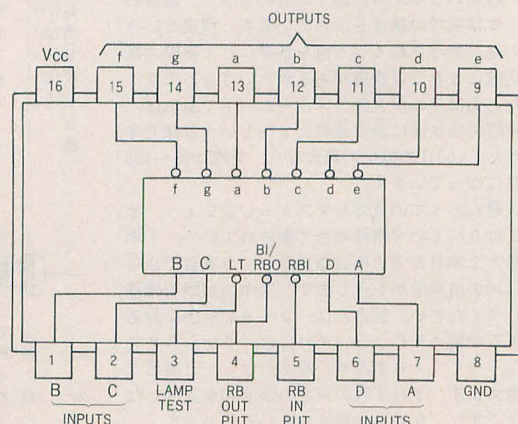 OUTPUTS
Vcc f g a b c d e
16 15 14 13 12 11 10 9
f g a b c d e
BI/
B C LT RBO RBI D A
1 2 3 4 5 6 7 8
B C LAMP RB RB D A GND
TEST OUT IN
INPUTS PUT PUT INPUTS